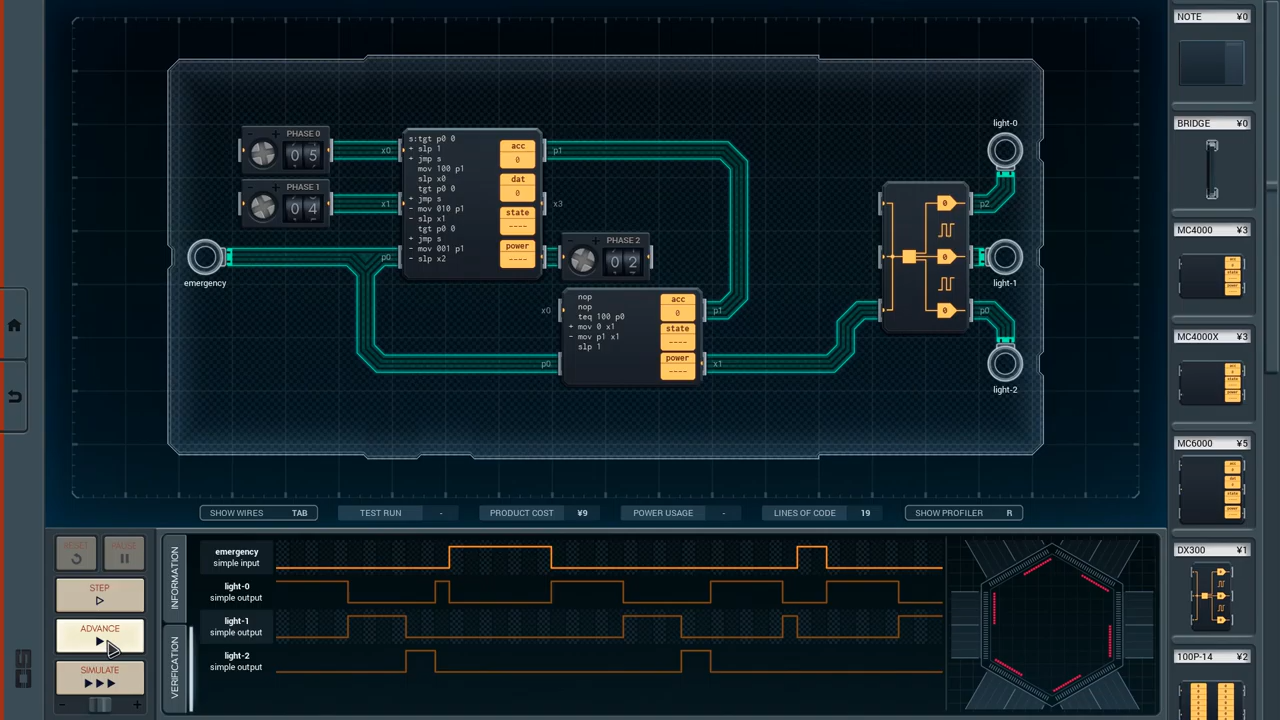 NOTE ¥0
BRIDGE ¥0
MC4000 ¥3
MC4000X ¥3
MC6000 ¥5
DX300 ¥1
100P-14 ¥2
light-0
light-1
light-2
emergency
PHASE 0
- +
0 5
PHASE 1
- +
0 4
PHASE 2
- +
0 2
x0
x1
p0
p1
x3
s:tgt p0 0
+ slp 1
+ jmp s
mov 100 p1
slp x0
tgt p0 0
+ jmp s
- mov 010 p1
- slp x1
tgt p0 0
+ jmp s
- mov 001 p1
- slp x2
acc
0
dat
0
state
----
power
----
x0
p0
p1
x1
nop
nop
teq 100 p0
+ mov 0 x1
- mov p1 x1
slp 1
acc
0
state
----
power
----
0
0
0
p2
p0
SHOW WIRES TAB
TEST RUN -
PRODUCT COST ¥9
POWER USAGE -
LINES OF CODE 19
SHOW PROFILER R
RESET
PAUSE
STEP
ADVANCE
SIMULATE
- +
INFORMATION
VERIFICATION
emergency
simple input
light-0
simple output
light-1
simple output
light-2
simple output